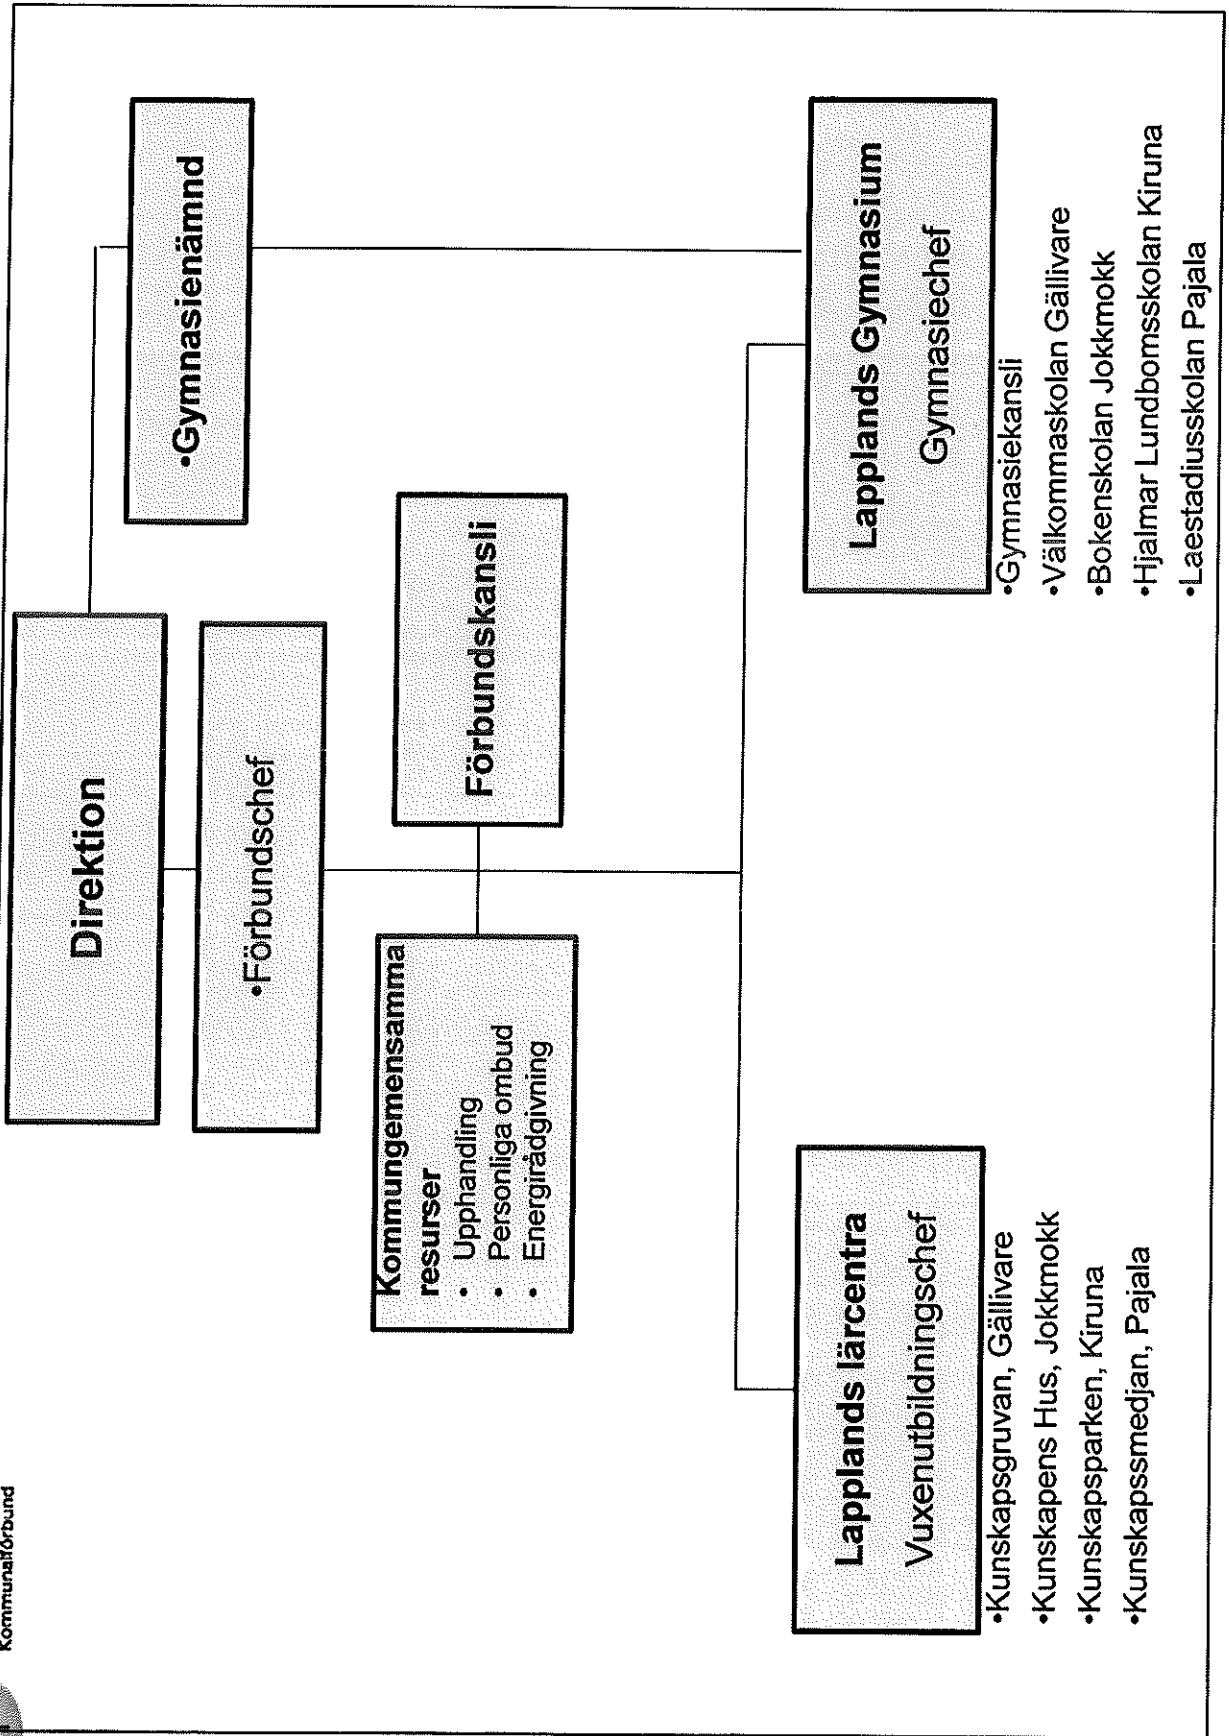 Kommunalförbund
Direktion
•Förbundschef
•Gymnasienämnd
Kommungemensamma
resurser
• Upphandling
• Personliga ombud
• Energirådgivning
Förbundskansli
Lapplands lärcentra
Vuxenutbildningschef
•Kunskapsgruvan, Gällivare
•Kunskapens Hus, Jokkmokk
•Kunskapsparken, Kiruna
•Kunskapssmedjan, Pajala
Lapplands Gymnasium
Gymnasiechef
•Gymnasiekansli
•Välkommaskolan Gällivare
•Bokenskolan Jokkmokk
•Hjalmar Lundbomsskolan Kiruna
•Laestadiusskolan Pajala